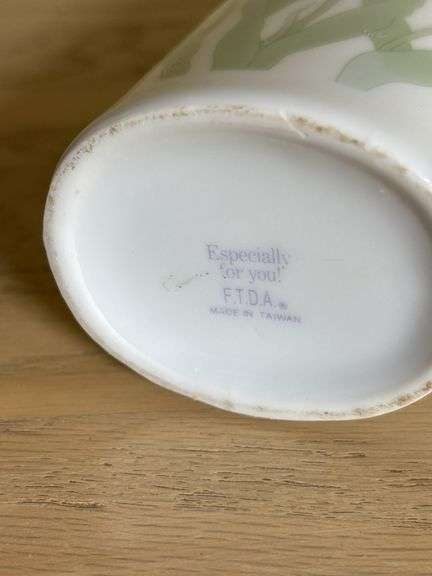 Especially
for you!
F.T.D.A.®
MADE IN TAIWAN